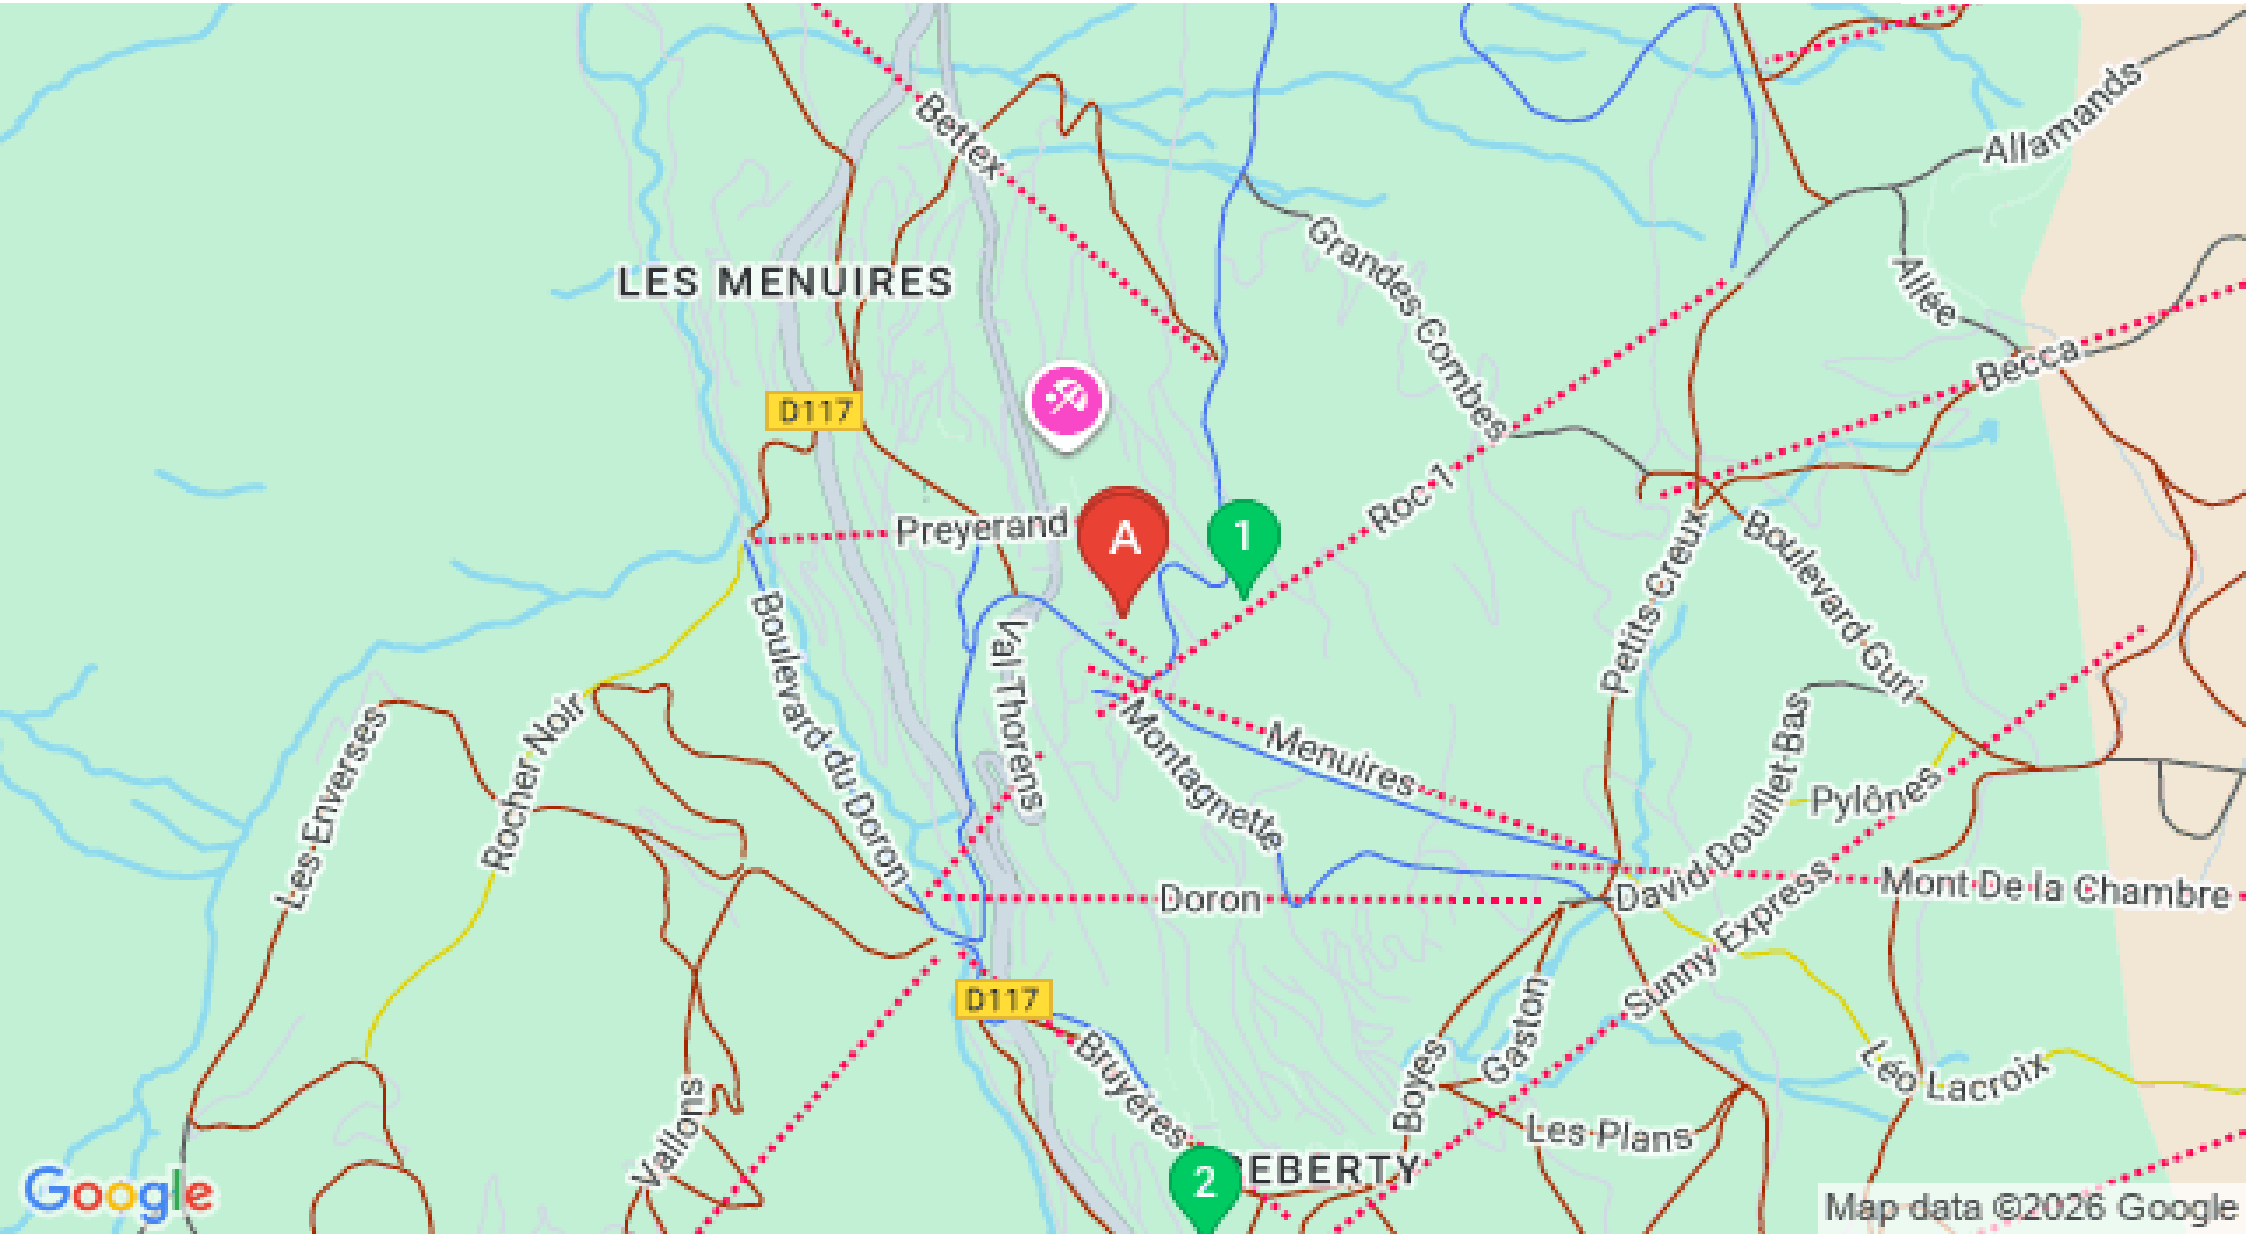 Bettex
Allamands
Grandes Combes
LES MENUIRES
Allée
Becca
D117
Roc 1
Preyerand
A
1
Petits Creux
Boulevard Guri
Boulevard du Doron
Val Thorens
Rocher Noir
Les Enverses
Montagnette
Menuires
David Douillet Bas
Pylônes
Doron
Mont De la Chambre
Sunny Express
D117
Gaston
Bruyères
Boyes
Léo Lacroix
Les Plans
Vallons
2
EBERTY
Google
Map data ©2026 Google